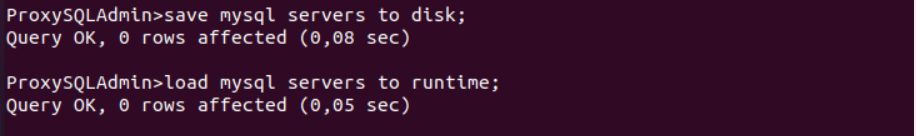 ProxySQLAdmin>save mysql servers to disk;
Query OK, 0 rows affected (0,08 sec)
ProxySQLAdmin>load mysql servers to runtime;
Query OK, 0 rows affected (0,05 sec)